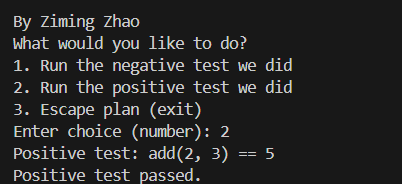 By Ziming Zhao
What would you like to do?
1. Run the negative test we did
2. Run the positive test we did
3. Escape plan (exit)
Enter choice (number): 2
Positive test: add(2, 3) == 5
Positive test passed.